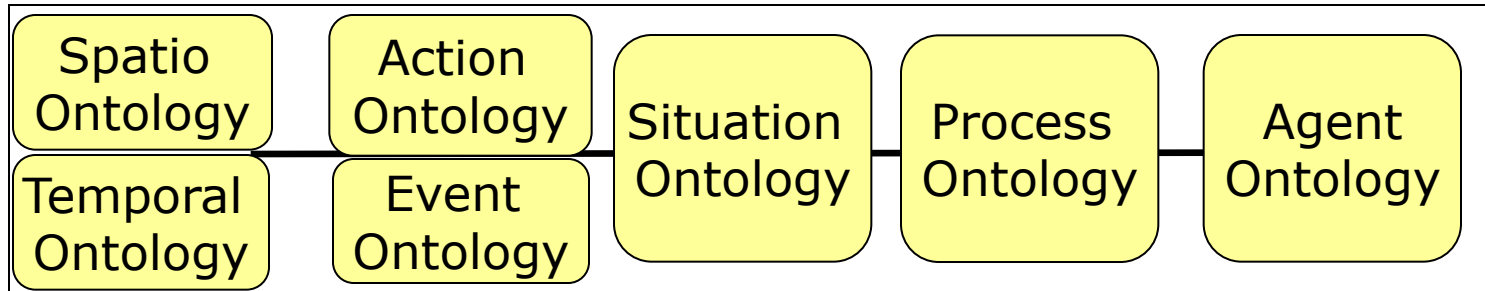 Spatio
Ontology
Temporal
Ontology
Action
Ontology
Event
Ontology
Situation
Ontology
Process
Ontology
Agent
Ontology